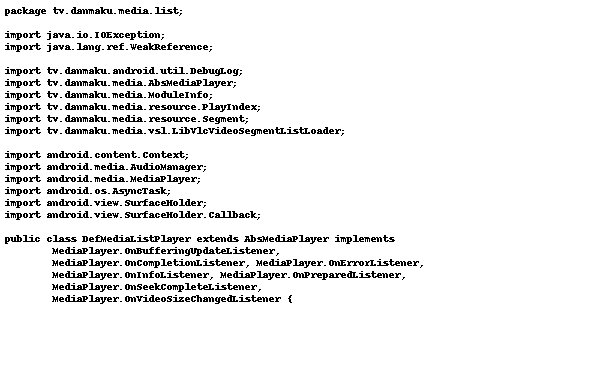 package tv.danmaku.media.list;

import java.io.IOException;
import java.lang.ref.WeakReference;

import tv.danmaku.android.util.DebugLog;
import tv.danmaku.media.AbsMediaPlayer;
import tv.danmaku.media.ModuleInfo;
import tv.danmaku.media.resource.PlayIndex;
import tv.danmaku.media.resource.Segment;
import tv.danmaku.media.vsl.LibVlcVideoSegmentListLoader;

import android.content.Context;
import android.media.AudioManager;
import android.media.MediaPlayer;
import android.os.AsyncTask;
import android.view.SurfaceHolder;
import android.view.SurfaceHolder.Callback;

public class DefMediaListPlayer extends AbsMediaPlayer implements
        MediaPlayer.OnBufferingUpdateListener,
        MediaPlayer.OnCompletionListener, MediaPlayer.OnErrorListener,
        MediaPlayer.OnInfoListener, MediaPlayer.OnPreparedListener,
        MediaPlayer.OnSeekCompleteListener,
        MediaPlayer.OnVideoSizeChangedListener {